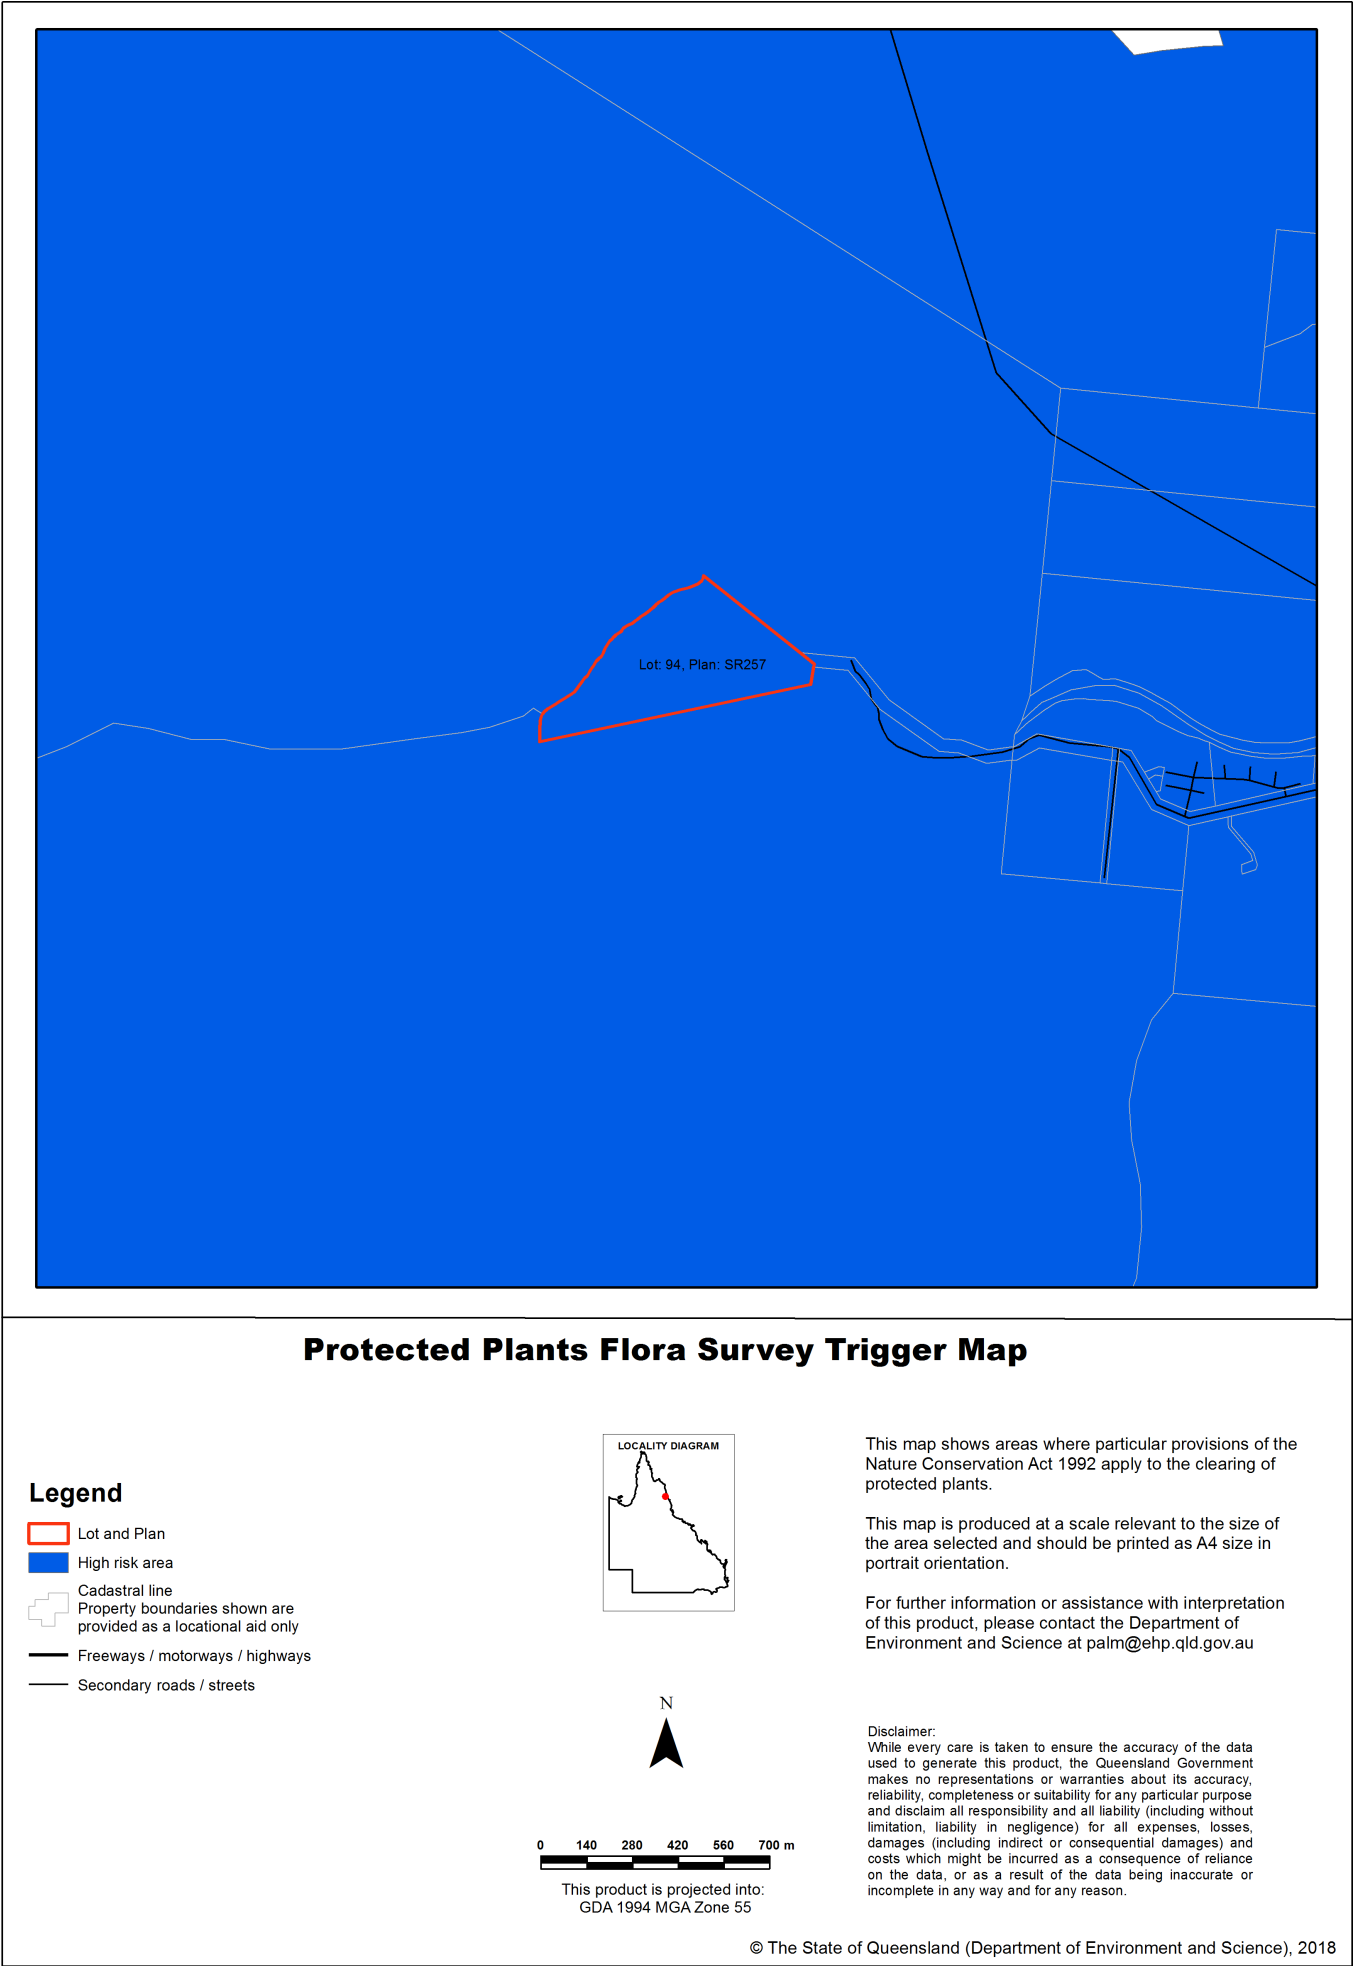 Lot: 94, Plan: SR257
Protected Plants Flora Survey Trigger Map
Legend
Lot and Plan
High risk area
Cadastral line
Property boundaries shown are
provided as a locational aid only
Freeways / motorways / highways
Secondary roads / streets
LOCALITY DIAGRAM
N
0 140 280 420 560 700 m
This product is projected into:
GDA 1994 MGA Zone 55
This map shows areas where particular provisions of the
Nature Conservation Act 1992 apply to the clearing of
protected plants.
This map is produced at a scale relevant to the size of
the area selected and should be printed as A4 size in
portrait orientation.
For further information or assistance with interpretation
of this product, please contact the Department of
Environment and Science at palm@ehp.qld.gov.au
Disclaimer:
While every care is taken to ensure the accuracy of the data
used to generate this product, the Queensland Government
makes no representations or warranties about its accuracy,
reliability, completeness or suitability for any particular purpose
and disclaim all responsibility and all liability (including without
limitation, liability in negligence) for all expenses, losses,
damages (including indirect or consequential damages) and
costs which might be incurred as a consequence of reliance
on the data, or as a result of the data being inaccurate or
incomplete in any way and for any reason.
© The State of Queensland (Department of Environment and Science), 2018